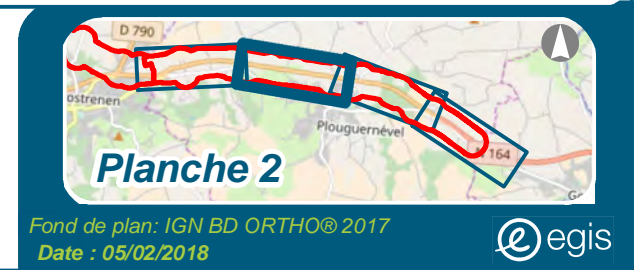 D 790
ostrenen
Plouguernével
164
Planche 2
Fond de plan: IGN BD ORTHO® 2017
Date : 05/02/2018
egis